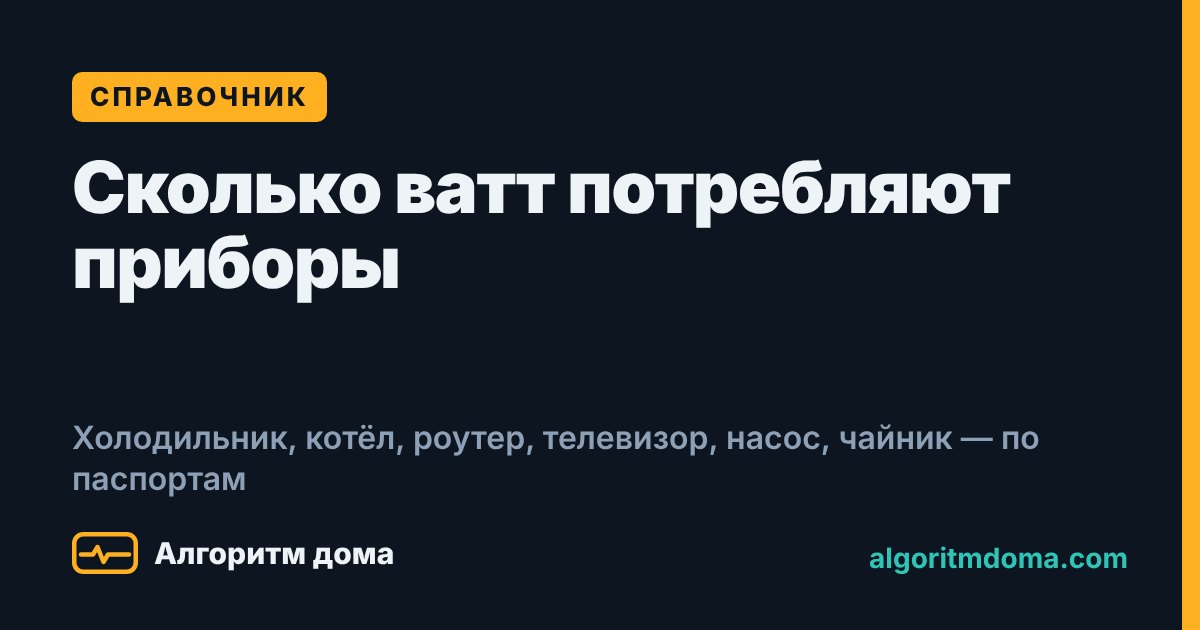 СПРАВОЧНИК
Сколько ватт потребляют
приборы
Холодильник, котёл, роутер, телевизор, насос, чайник — по
паспортам
Алгоритм дома
algoritmdoma.com